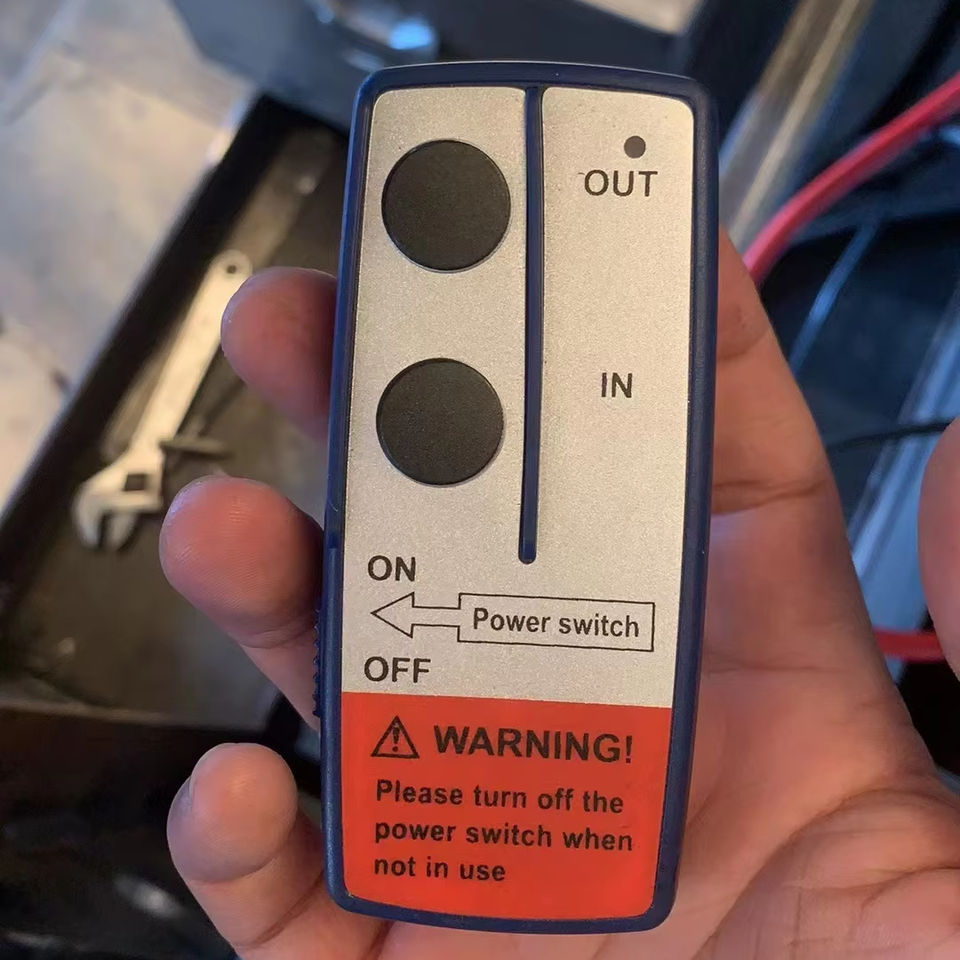 OUT
IN
ON
Power switch
OFF
WARNING!
Please turn off the
power switch when
not in use